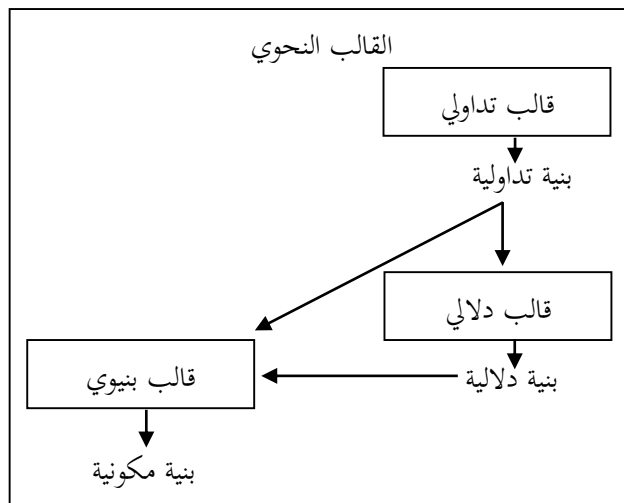 القالب النحوي
قالب تداولي
بنية تداولية
قالب دلالي
بنية دلالية
قالب بنيوي
بنية مكونية